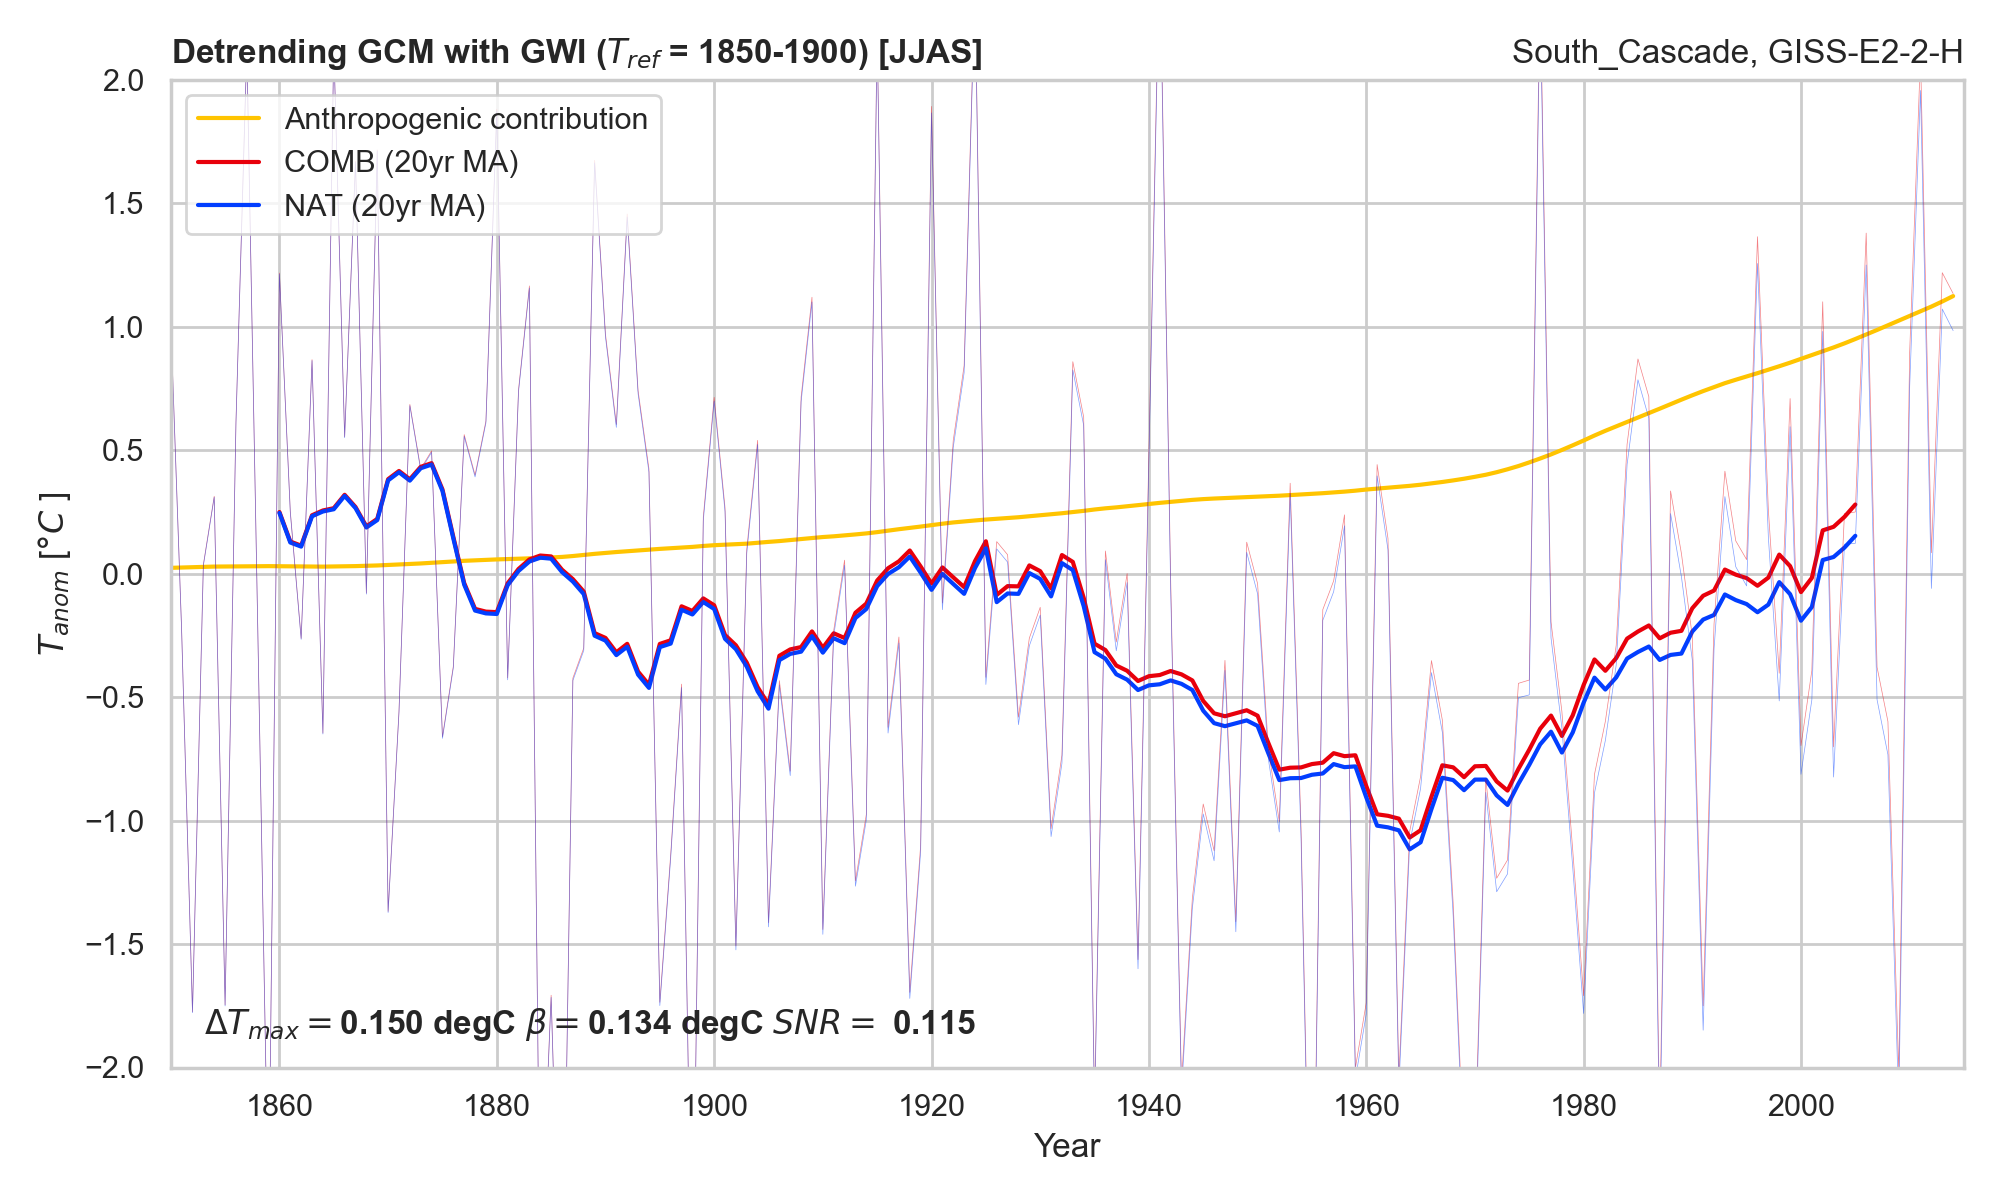 Detrending GCM with GWI (T_ref = 1850-1900) [JJAS]
South_Cascade, GISS-E2-2-H
Anthropogenic contribution
COMB (20yr MA)
NAT (20yr MA)
2.0
1.5
1.0
0.5
0.0
−0.5
−1.0
−1.5
−2.0
T_anom [°C]
ΔT_max = 0.150 degC β = 0.134 degC SNR = 0.115
1860 1880 1900 1920 1940 1960 1980 2000
Year